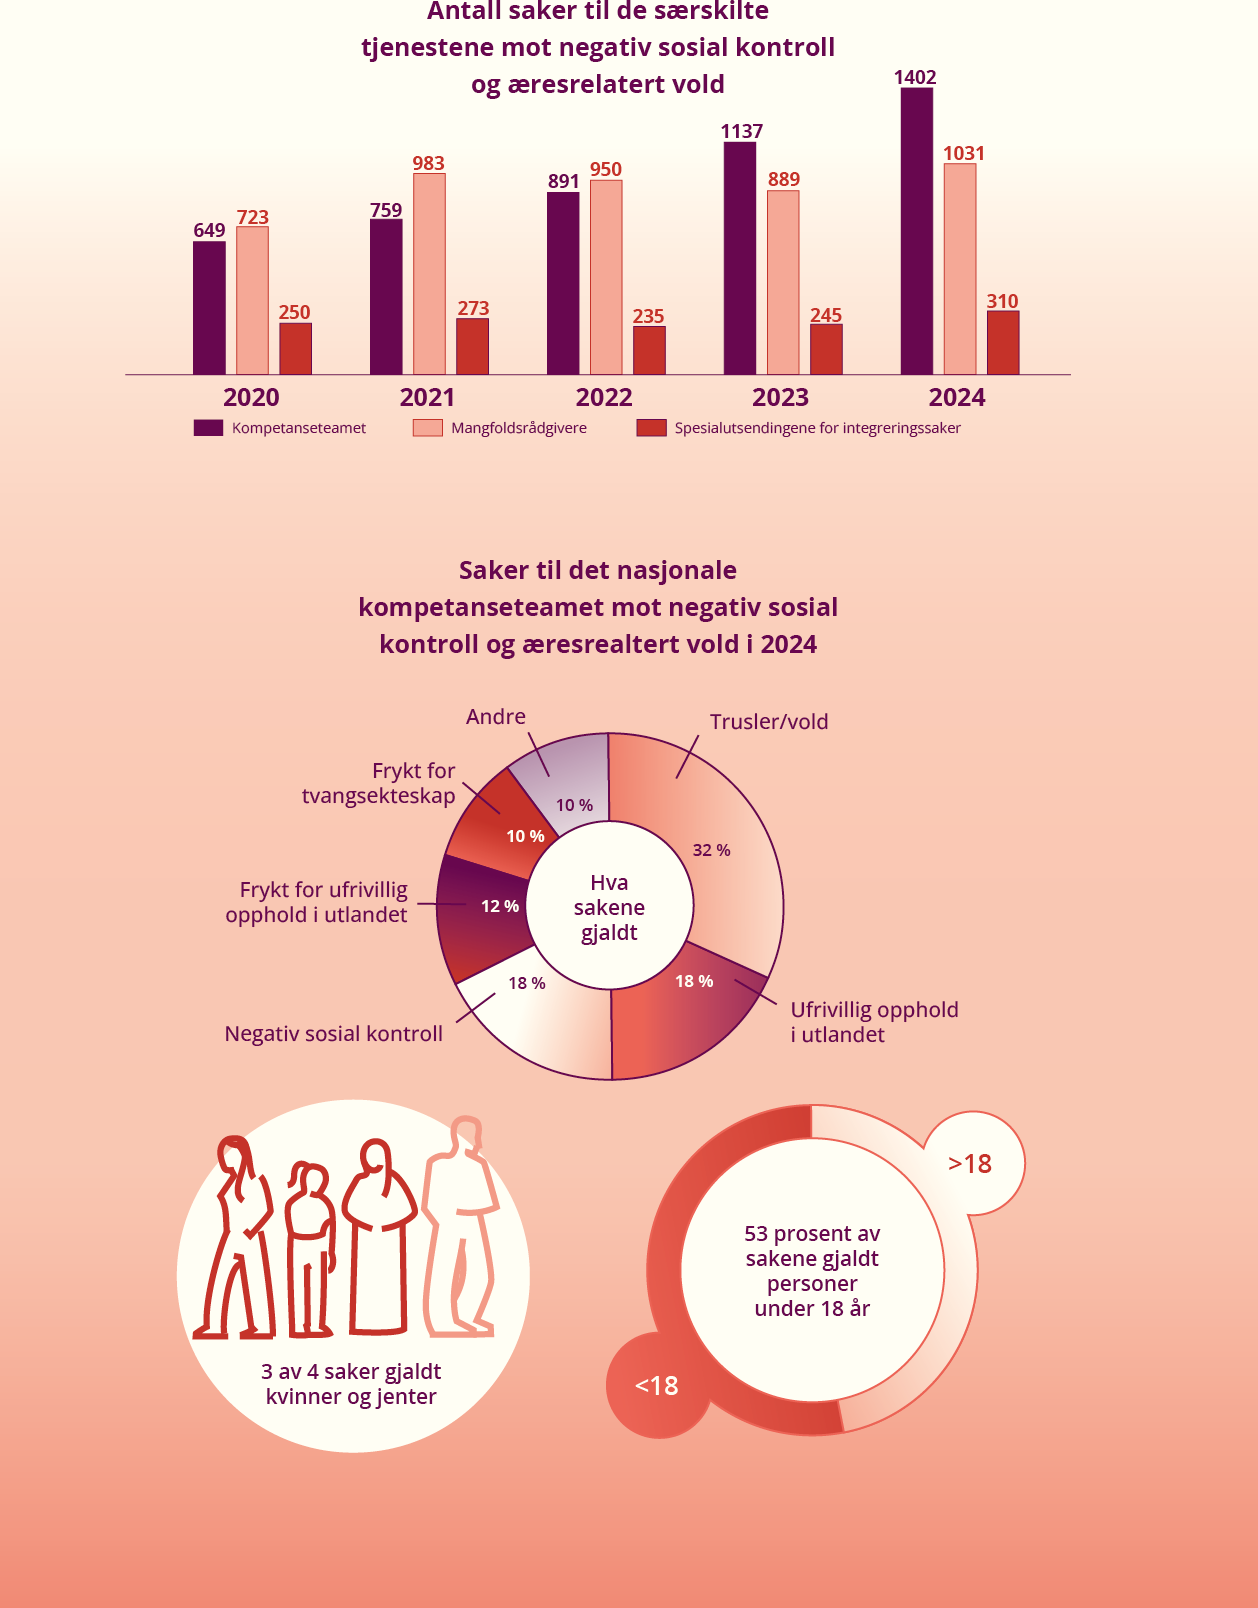 Antall saker til de særskilte
tjenestene mot negativ sosial kontroll
og æresrelatert vold
649
723
250
759
983
273
891
950
235
1137
889
245
1402
1031
310
2020
2021
2022
2023
2024
Kompetanseteamet
Mangfoldsrådgivere
Spesialutsendingene for integreringssaker
Saker til det nasjonale
kompetanseteamet mot negativ sosial
kontroll og æresrealtert vold i 2024
Andre
10 %
Trusler/vold
32 %
Frykt for
tvangsekteskap
10 %
Frykt for ufrivillig
opphold i utlandet
12 %
Hva
sakene
gjaldt
18 %
Negativ sosial kontroll
18 %
Ufrivillig opphold
i utlandet
3 av 4 saker gjaldt
kvinner og jenter
>18
53 prosent av
sakene gjaldt
personer
under 18 år
<18